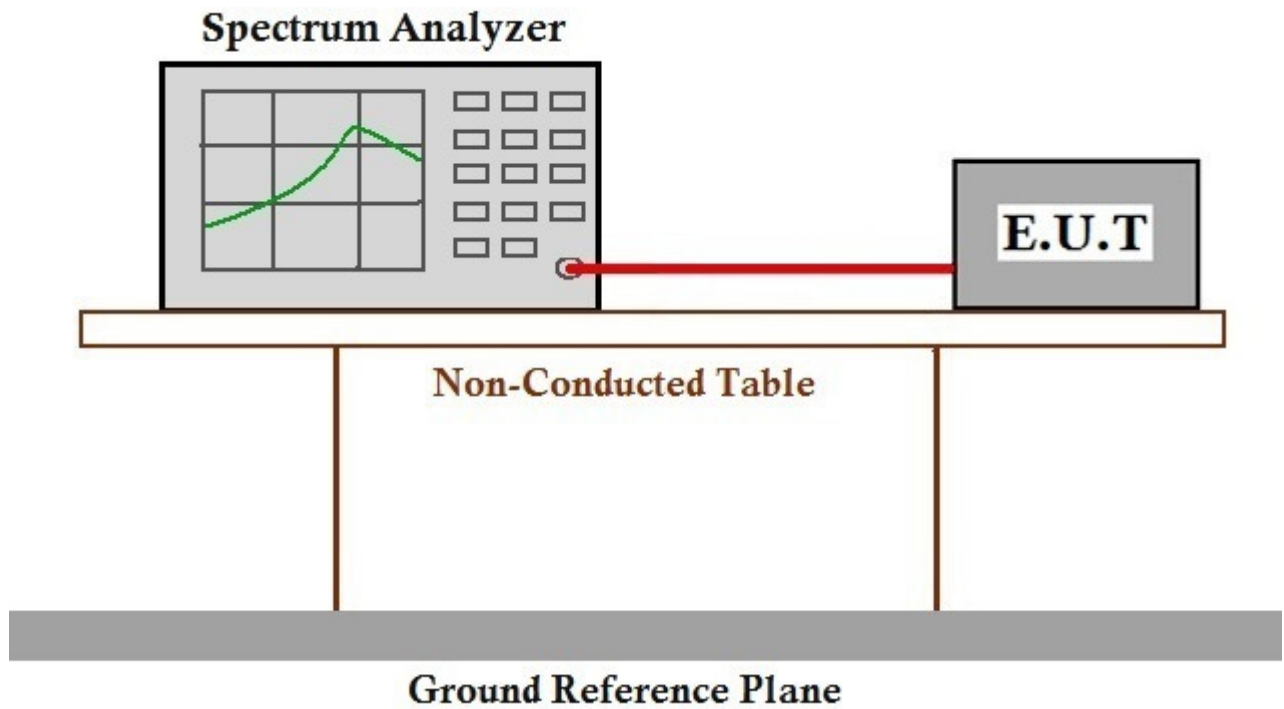 Spectrum Analyzer
E.U.T
Non-Conducted Table
Ground Reference Plane